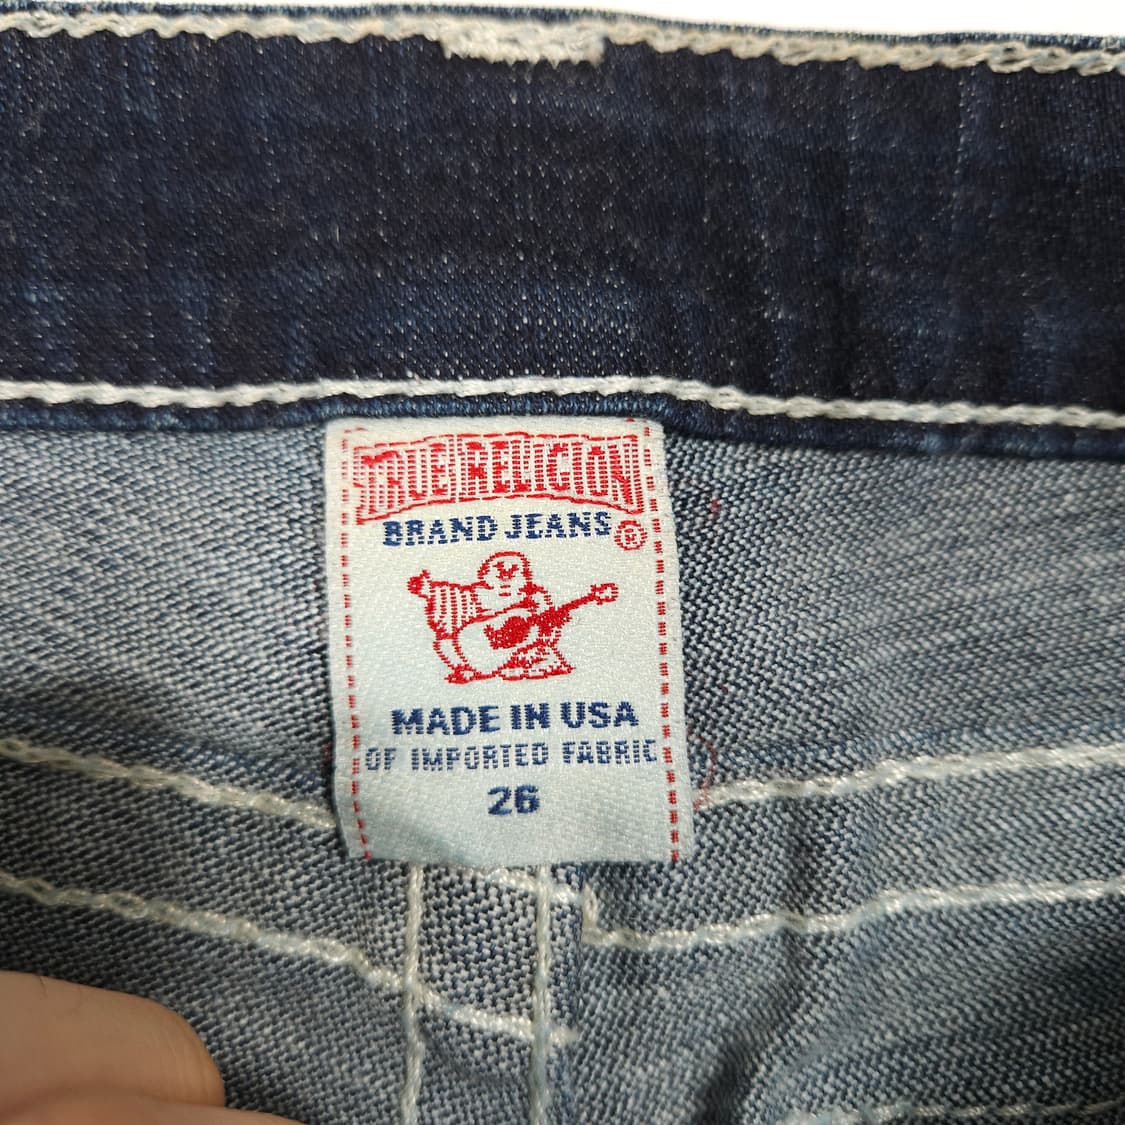 TRUE RELIGION
BRAND JEANS ®
MADE IN USA
OF IMPORTED FABRIC
26